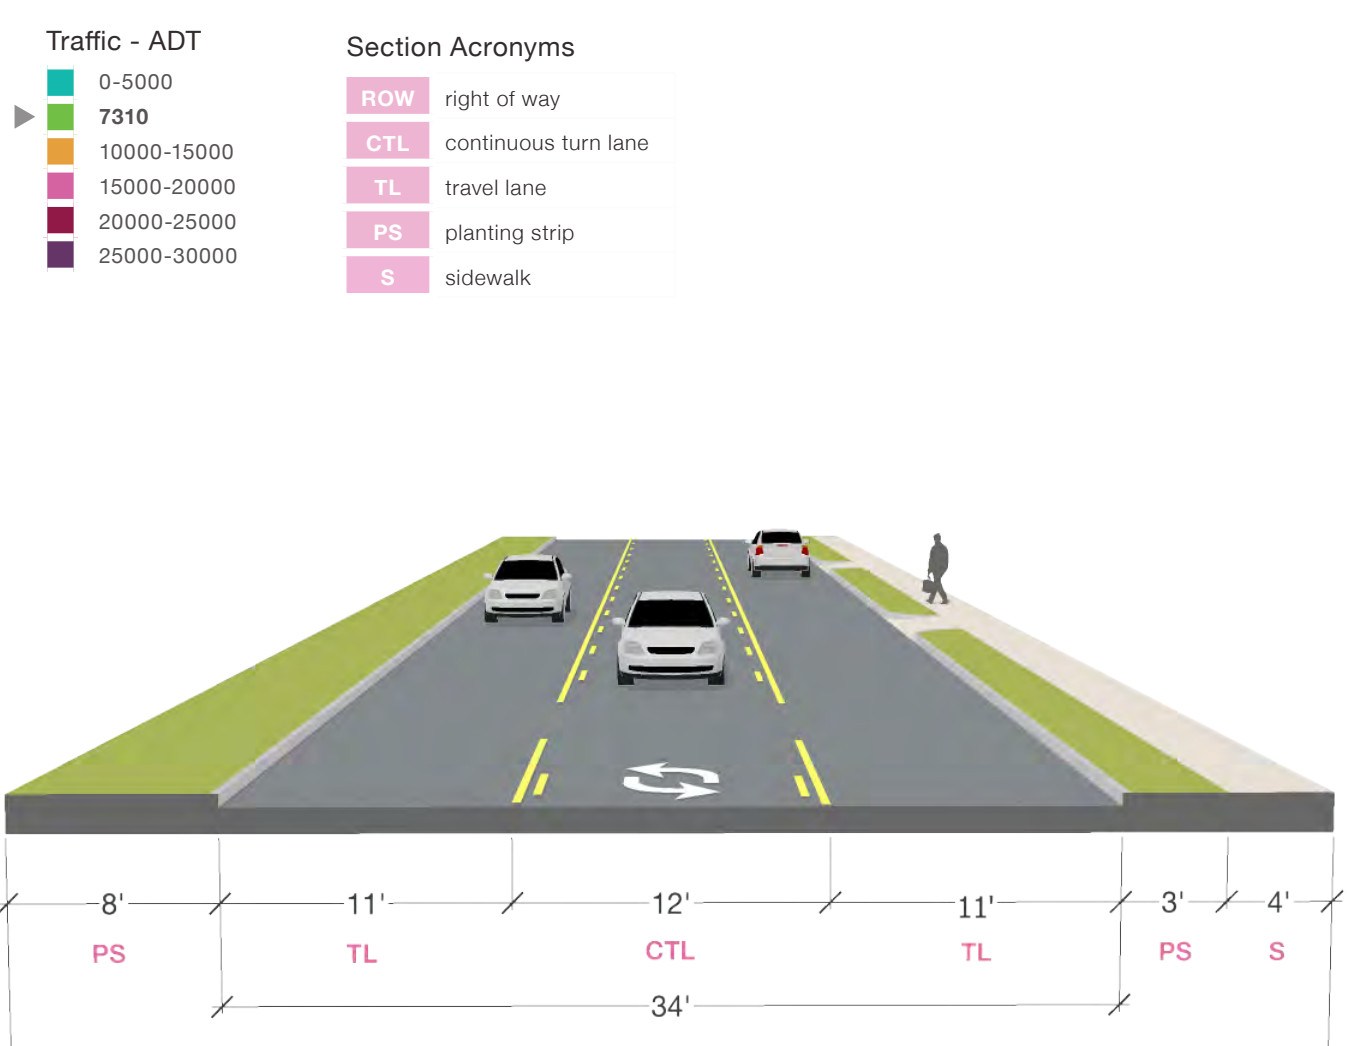 Traffic - ADT
0-5000
7310
10000-15000
15000-20000
20000-25000
25000-30000
Section Acronyms
ROW right of way
CTL continuous turn lane
TL travel lane
PS planting strip
S sidewalk
8' 11' 12' 11' 3' 4'
PS TL CTL TL PS S
34'